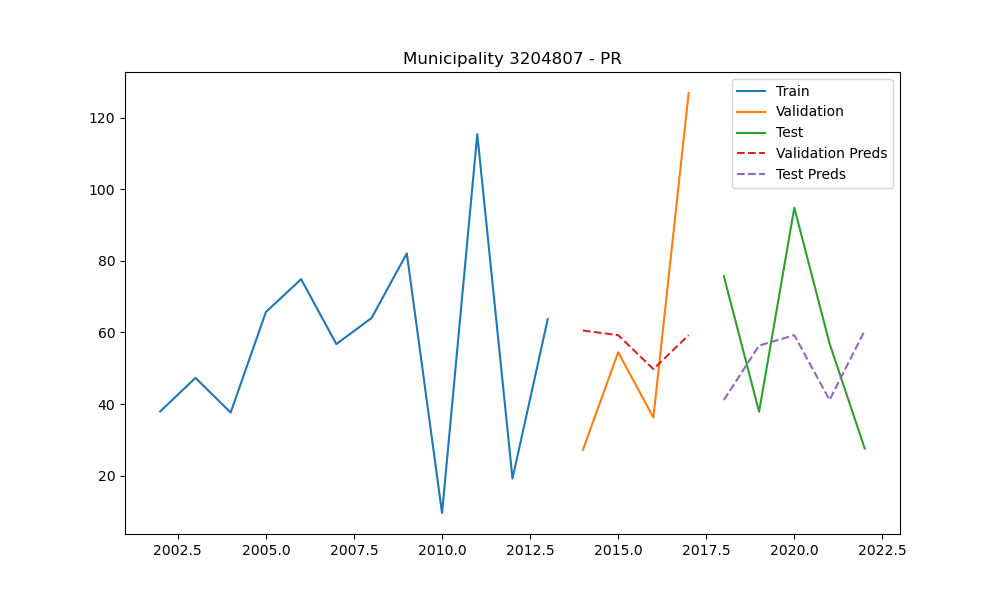 Municipality 3204807 - PR
Train
Validation
Test
Validation Preds
Test Preds
120
100
80
60
40
20
2002.5 2005.0 2007.5 2010.0 2012.5 2015.0 2017.5 2020.0 2022.5